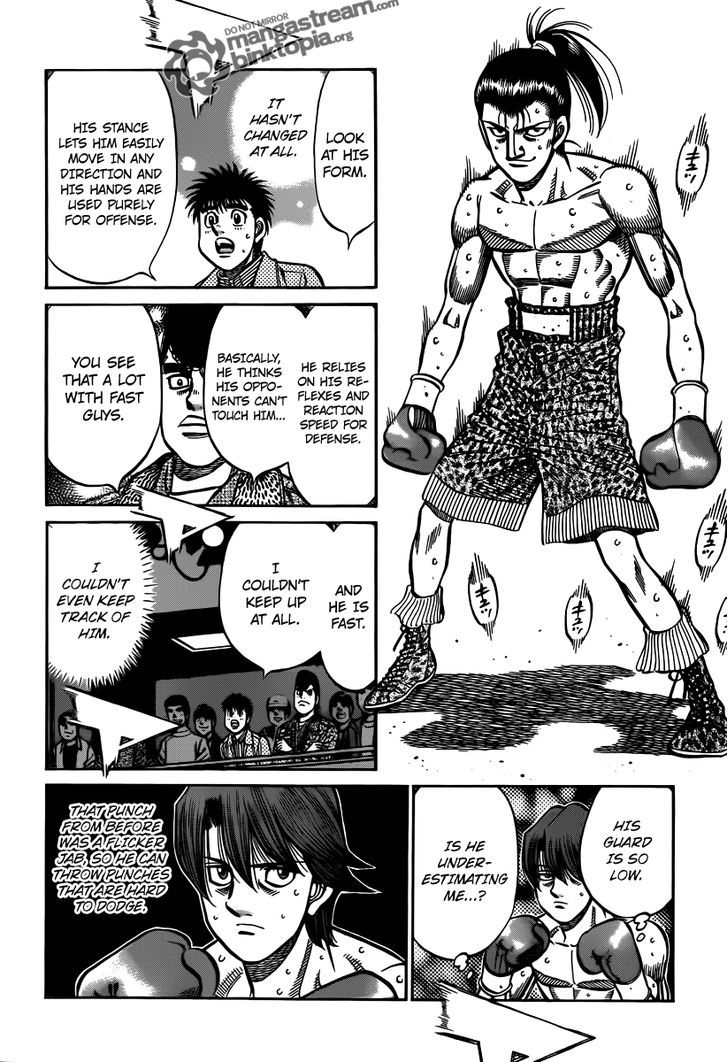 DO NOT MIRROR
mangastream.com
binktopia.org
LOOK
AT HIS
FORM.
IT
HASN'T
CHANGED
AT ALL.
HIS STANCE
LETS HIM EASILY
MOVE IN ANY
DIRECTION AND
HIS HANDS ARE
USED PURELY
FOR OFFENSE.
HE RELIES
ON HIS RE-
FLEXES AND
REACTION
SPEED FOR
DEFENSE.
BASICALLY,
HE THINKS
HIS OPPO-
NENTS CAN'T
TOUCH HIM...
YOU SEE
THAT A LOT
WITH FAST
GUYS.
AND
HE IS
FAST.
I
COULDN'T
KEEP UP
AT ALL.
I
COULDN'T
EVEN KEEP
TRACK OF
HIM.
HIS
GUARD
IS SO
LOW.
IS HE
UNDER-
ESTIMATING
ME...?
THAT PUNCH
FROM BEFORE
WAS A FLICKER
JAB, SO HE CAN
THROW PUNCHES
THAT ARE HARD
TO DODGE.